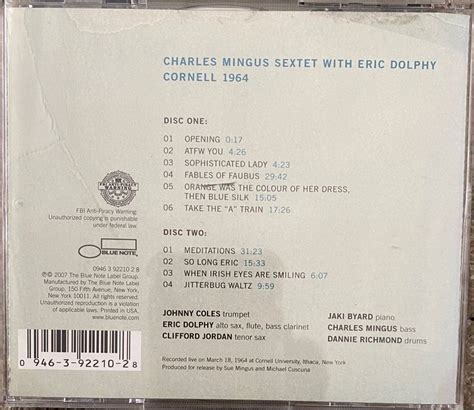 CHARLES MINGUS SEXTET WITH ERIC DOLPHY
CORNELL 1964
DISC ONE:
01 OPENING 0:17
02 ATFW YOU 4:26
03 SOPHISTICATED LADY 4:23
04 FABLES OF FAUBUS 29:42
05 ORANGE WAS THE COLOUR OF HER DRESS,
THEN BLUE SILK 15:05
06 TAKE THE "A" TRAIN 17:26
DISC TWO:
01 MEDITATIONS 31:23
02 SO LONG ERIC 15:33
03 WHEN IRISH EYES ARE SMILING 6:07
04 JITTERBUG WALTZ 9:59
JOHNNY COLES trumpet
ERIC DOLPHY alto sax, flute, bass clarinet
CLIFFORD JORDAN tenor sax
JAKI BYARD piano
CHARLES MINGUS bass
DANNIE RICHMOND drums
Recorded live on March 18, 1964 at Cornell University, Ithaca, New York
Produced for release by Sue Mingus and Michael Cuscuna
WARNING
FBI Anti-Piracy Warning:
Unauthorized copying is punishable
under federal law.
BLUE NOTE
0946 3 92210 2 8
℗© 2007 The Blue Note Label Group.
Manufactured by The Blue Note Label
Group, 150 Fifth Avenue, New York, New
York 10011. All rights reserved.
Unauthorized reproduction is a violation
of applicable laws. Printed in USA.
www.bluenote.com
0 946-3-92210-2 8